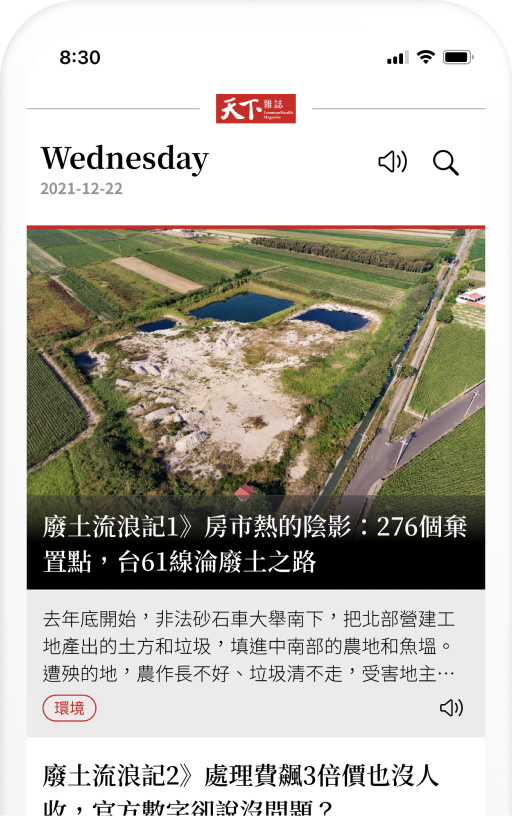 8:30
天下 雜誌
CommonWealth
Magazine
Wednesday
2021-12-22
廢土流浪記1》房市熱的陰影：276個棄
置點，台61線淪廢土之路
去年底開始，非法砂石車大舉南下，把北部營建工
地產出的土方和垃圾，填進中南部的農地和魚塭。
遭殃的地，農作長不好、垃圾清不走，受害地主⋯
環境
廢土流浪記2》處理費飆3倍價也沒人
收，官方數字卻說沒問題？